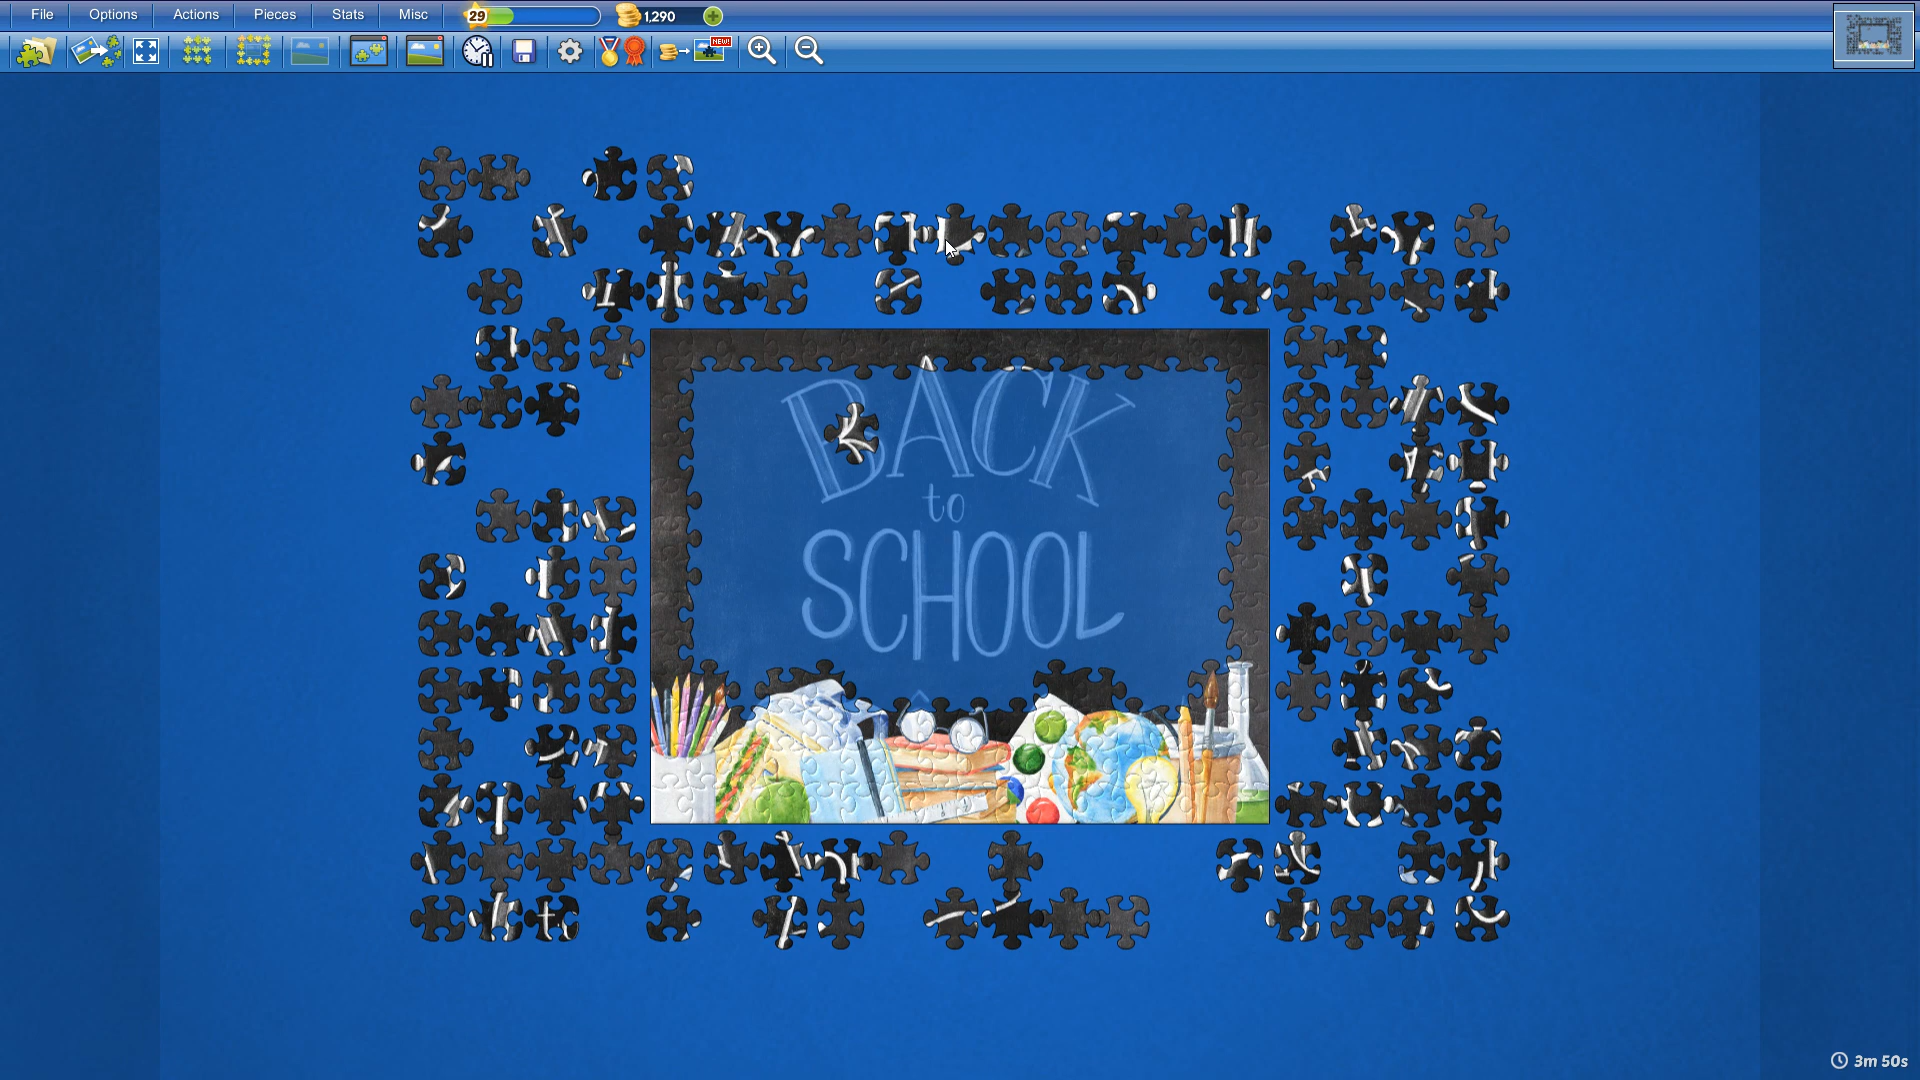 File Options Actions Pieces Stats Misc 29 1,290
NEW!
BACK
to
SCHOOL
3m 50s